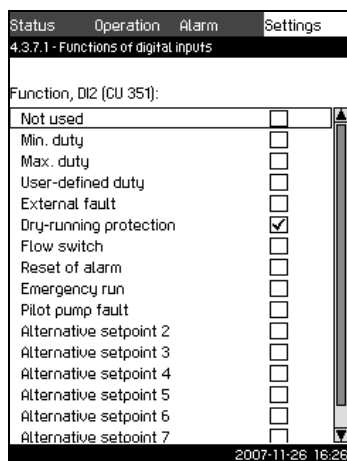 Status Operation Alarm Settings
4.3.7.1 - Functions of digital inputs
Function, DI2 (CU 351):
Not used
Min. duty
Max. duty
User-defined duty
External fault
Dry-running protection
Flow switch
Reset of alarm
Emergency run
Pilot pump fault
Alternative setpoint 2
Alternative setpoint 3
Alternative setpoint 4
Alternative setpoint 5
Alternative setpoint 6
Alternative setpoint 7
2007-11-26 16:26